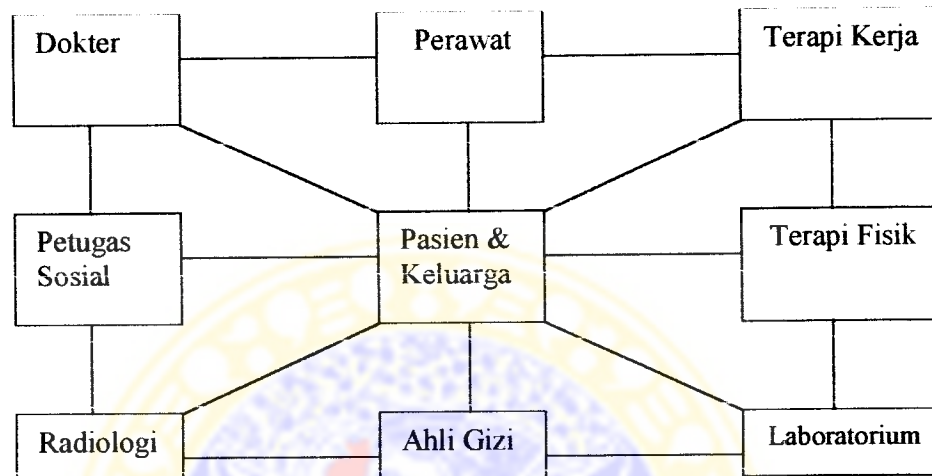 Dokter
Perawat
Terapi Kerja
Petugas
Sosial
Pasien &
Keluarga
Terapi Fisik
Radiologi
Ahli Gizi
Laboratorium